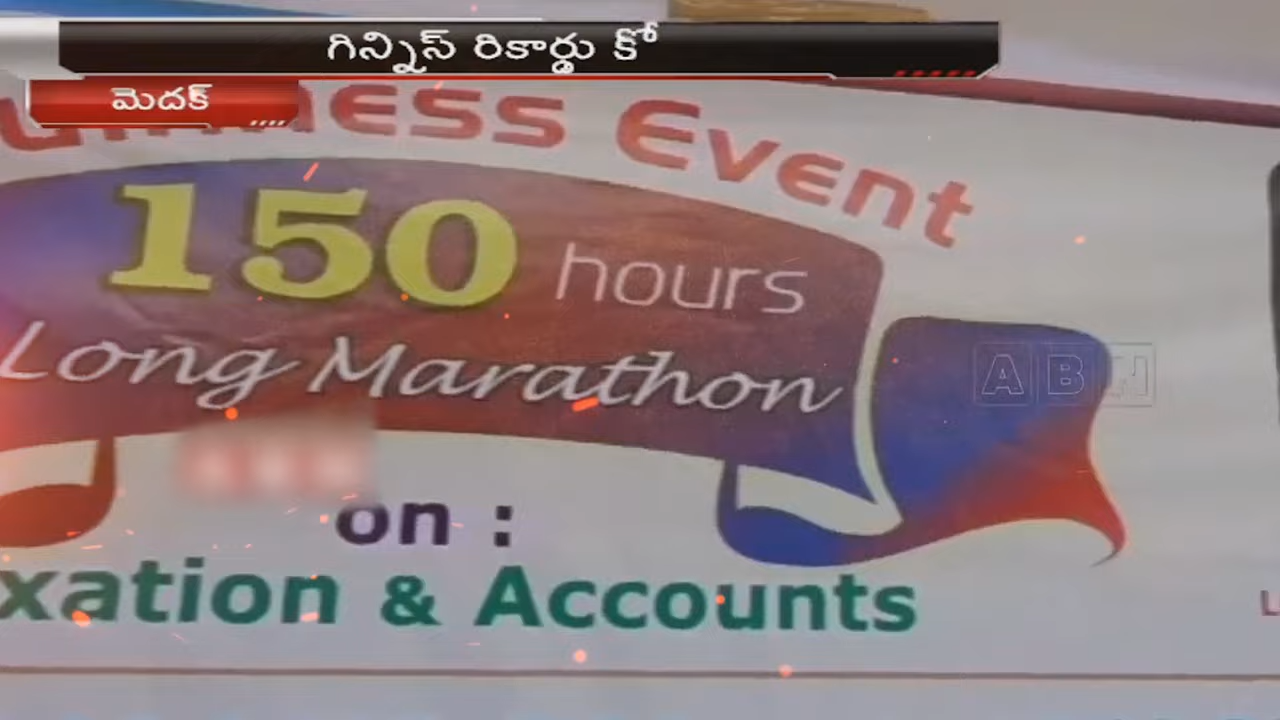 గిన్నిస్ రికార్డు కో
మెదక్
Event
150 hours
Long Marathon
ABN
on :
xation & Accounts